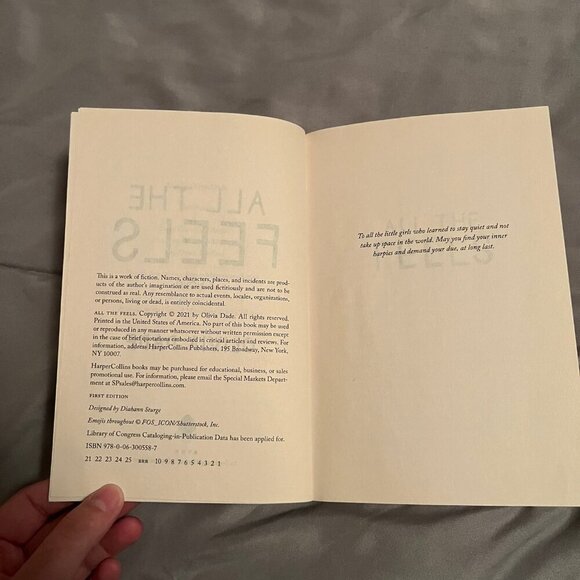 ALL THE
FEELS
This is a work of fiction. Names, characters, places, and incidents are prod-
ucts of the author's imagination or are used fictitiously and are not to be
construed as real. Any resemblance to actual events, locales, organizations,
or persons, living or dead, is entirely coincidental.
ALL THE FEELS. Copyright © 2021 by Olivia Dade. All rights reserved.
Printed in the United States of America. No part of this book may be used
or reproduced in any manner whatsoever without written permission except
in the case of brief quotations embodied in critical articles and reviews. For
information, address HarperCollins Publishers, 195 Broadway, New York,
NY 10007.
HarperCollins books may be purchased for educational, business, or sales
promotional use. For information, please email the Special Markets Depart-
ment at SPsales@harpercollins.com.
FIRST EDITION
Designed by Diahann Sturge
Emojis throughout © FOS_ICON/Shutterstock, Inc.
Library of Congress Cataloging-in-Publication Data has been applied for.
ISBN 978-0-06-300558-7
21 22 23 24 25 BRR 10 9 8 7 6 5 4 3 2 1
To all the little girls who learned to stay quiet and not
take up space in the world. May you find your inner
harpies and demand your due, at long last.